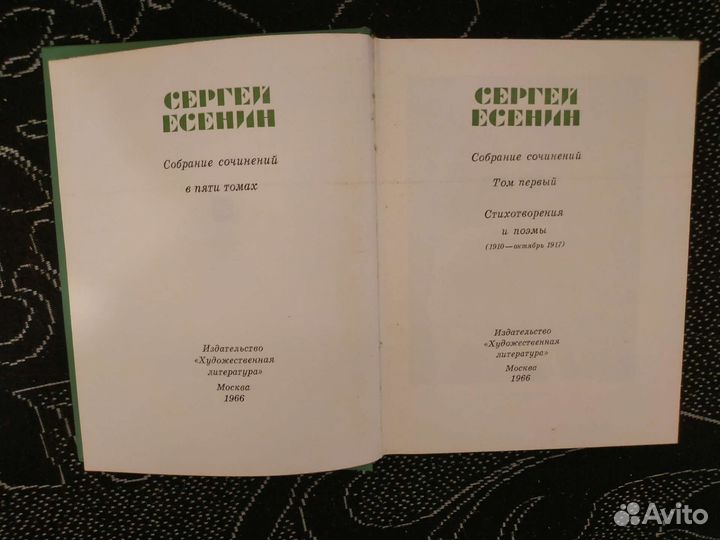 СЕРГЕЙ
ЕСЕНИН
Собрание сочинений
в пяти томах
Издательство
«Художественная
литература»
Москва
1966
СЕРГЕЙ
ЕСЕНИН
Собрание сочинений
Том первый
Стихотворения
и поэмы
(1910—октябрь 1917)
Издательство
«Художественная
литература»
Москва
1966
Avito